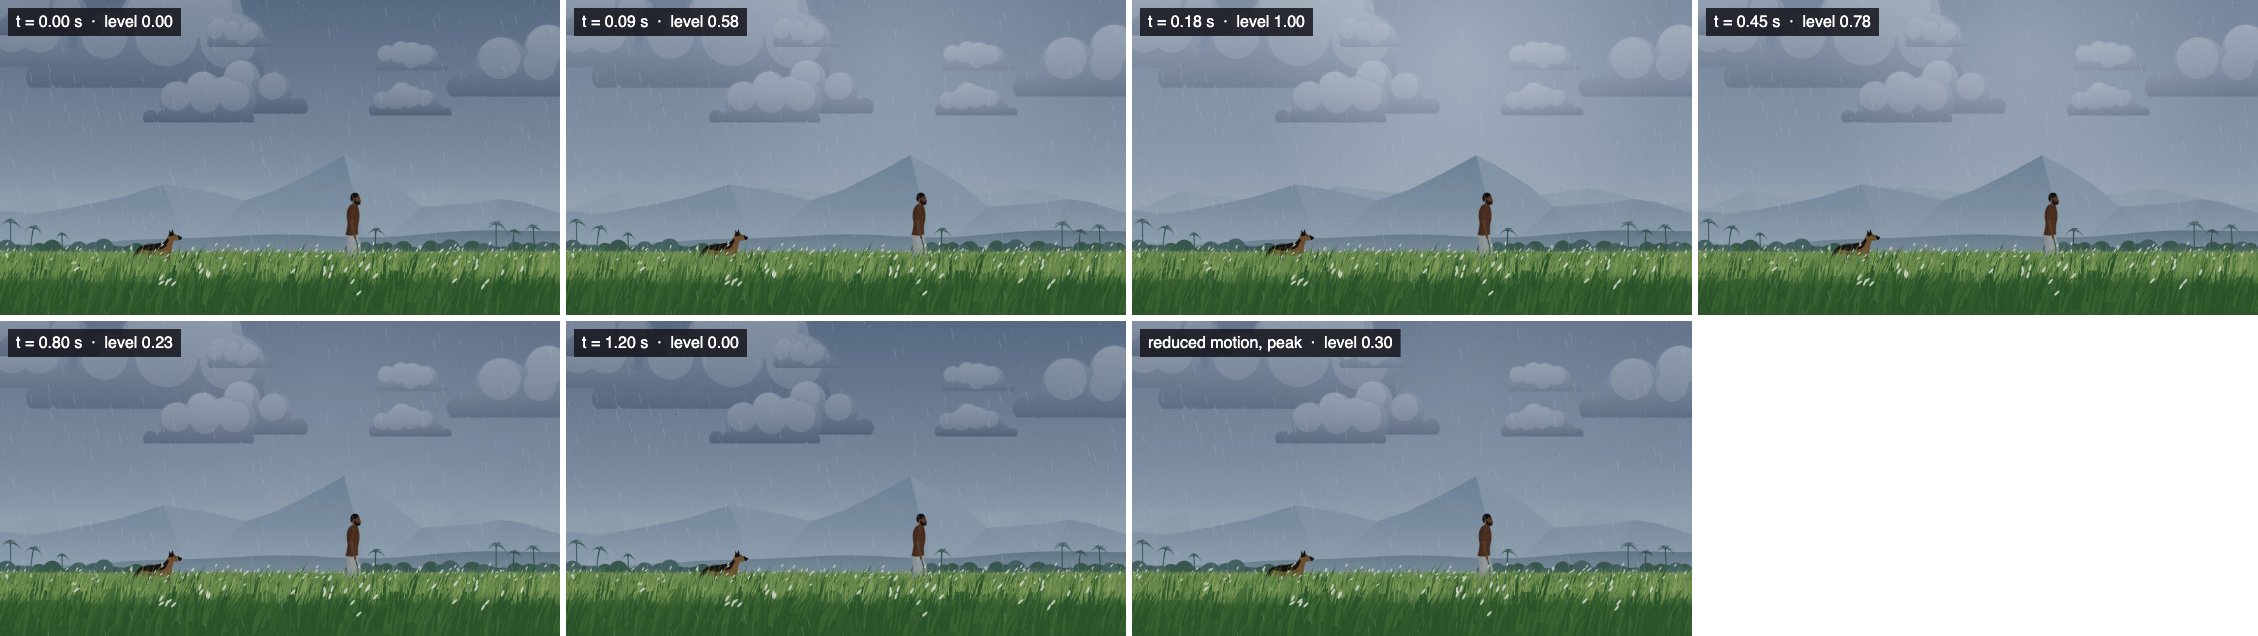 t = 0.00 s · level 0.00
t = 0.09 s · level 0.58
t = 0.18 s · level 1.00
t = 0.45 s · level 0.78
t = 0.80 s · level 0.23
t = 1.20 s · level 0.00
reduced motion, peak · level 0.30